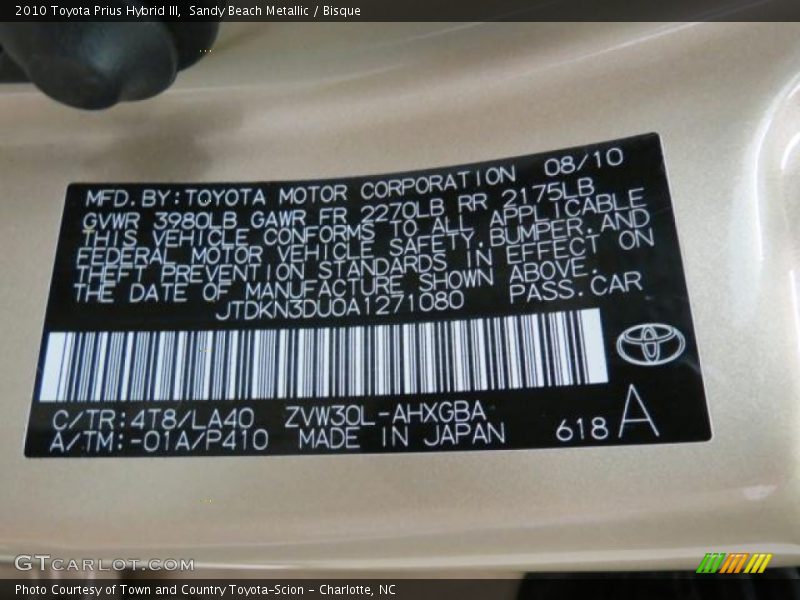 2010 Toyota Prius Hybrid III, Sandy Beach Metallic / Bisque
MFD. BY: TOYOTA MOTOR CORPORATION 08/10
GVWR 3980LB GAWR FR 2270LB RR 2175LB
THIS VEHICLE CONFORMS TO ALL APPLICABLE
FEDERAL MOTOR VEHICLE SAFETY, BUMPER, AND
THEFT PREVENTION STANDARDS IN EFFECT ON
THE DATE OF MANUFACTURE SHOWN ABOVE.
JTDKN3DU0A1271080 PASS. CAR
C/TR: 4T8/LA40 ZVW30L-AHXGBA
A/TM: -01A/P410 MADE IN JAPAN 618 A
GTCARLOT.COM
Photo Courtesy of Town and Country Toyota-Scion - Charlotte, NC